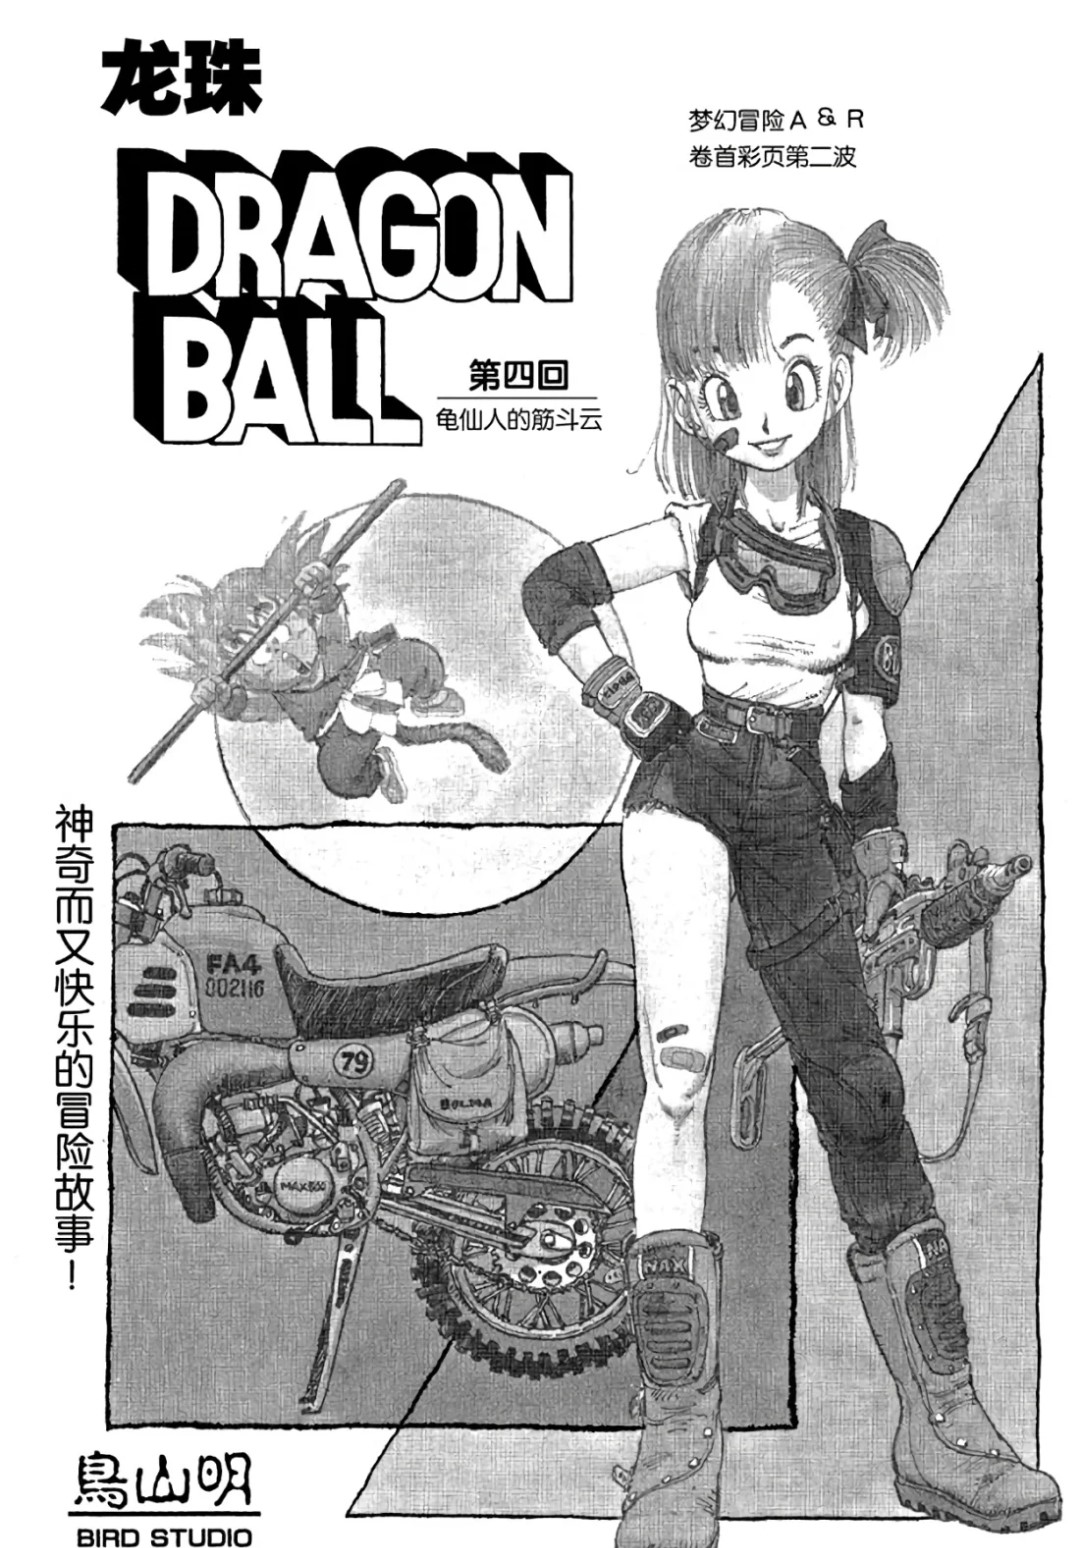 龙珠
梦幻冒险A & R
卷首彩页第二波
DRAGON
BALL
第四回
龟仙人的筋斗云
神奇而又快乐的冒险故事！
FA4
002116
79
BULMA
MAX
鳥山明
BIRD STUDIO